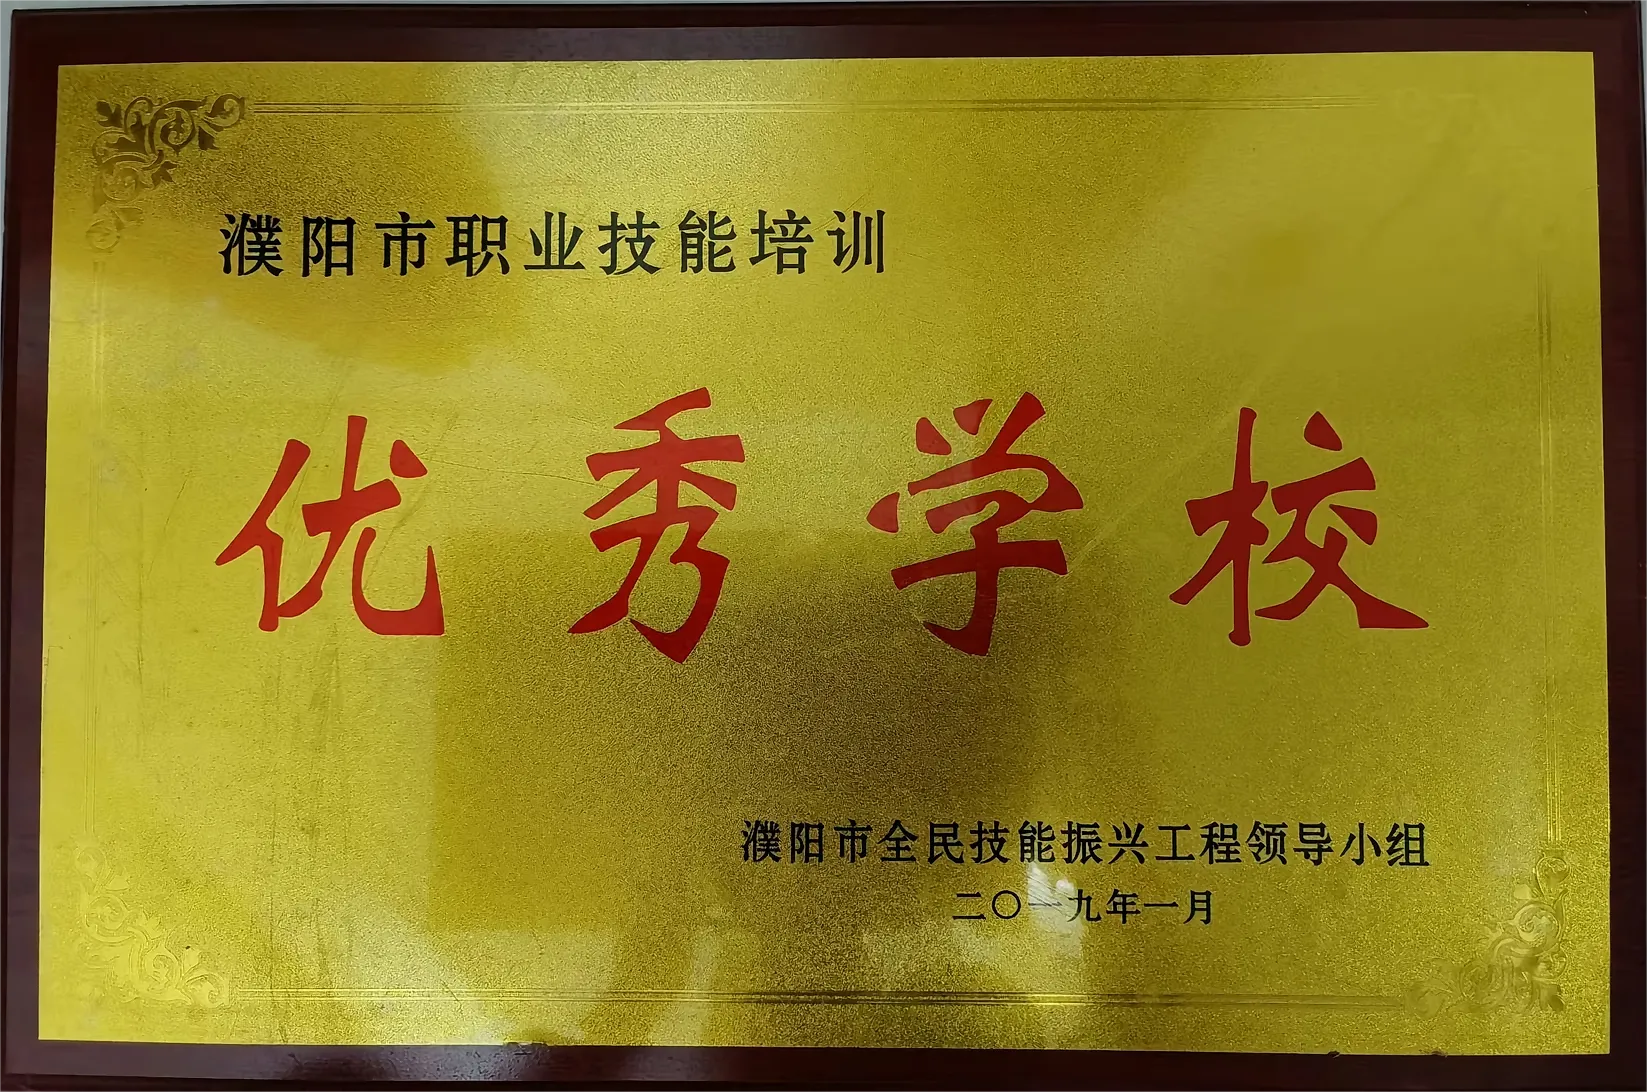 濮阳市职业技能培训
优秀学校
濮阳市全民技能振兴工程领导小组
二〇一九年一月